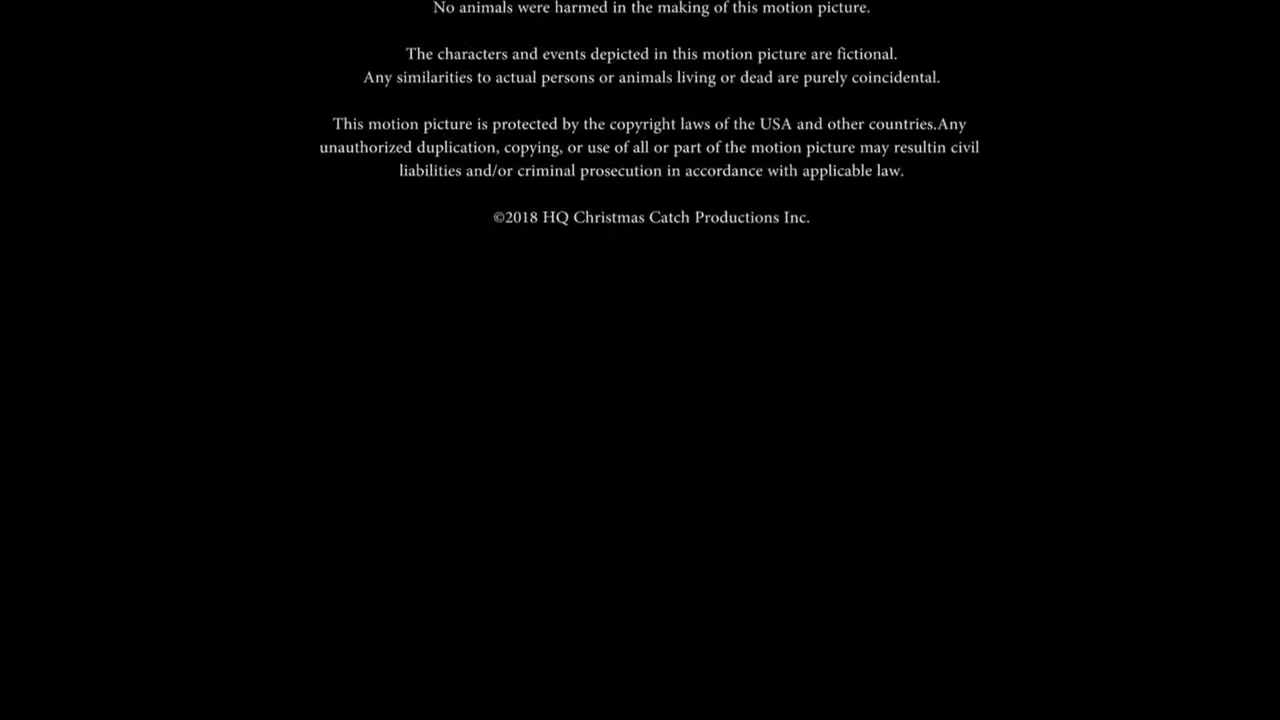 No animals were harmed in the making of this motion picture.
The characters and events depicted in this motion picture are fictional.
Any similarities to actual persons or animals living or dead are purely coincidental.
This motion picture is protected by the copyright laws of the USA and other countries.Any
unauthorized duplication, copying, or use of all or part of the motion picture may resultin civil
liabilities and/or criminal prosecution in accordance with applicable law.
©2018 HQ Christmas Catch Productions Inc.